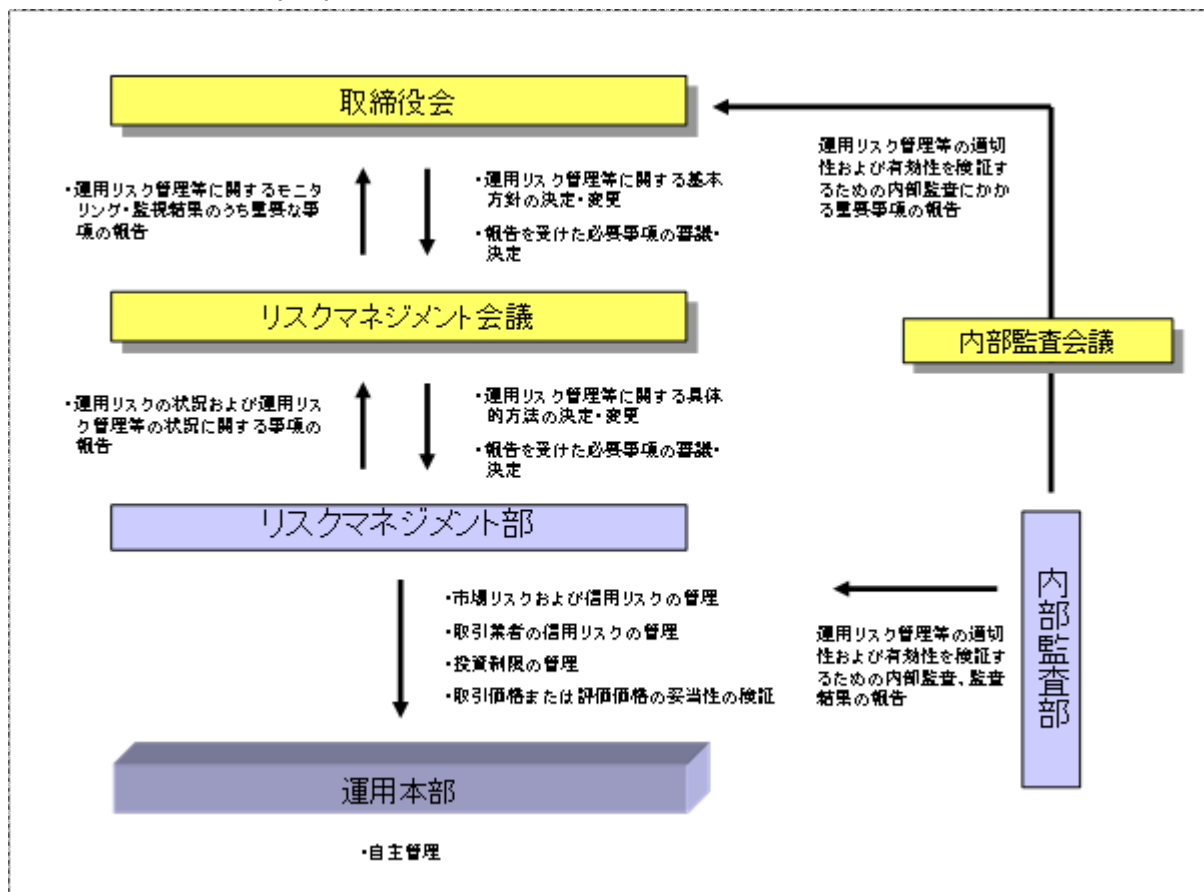 取締役会
・運用リスク管理等に関するモニ
タリング・監視結果のうち重要な事
項の報告
・運用リスク管理等に関する基本
方針の決定・変更
・報告を受けた必要事項の審議・
決定
運用リスク管理等の適切
性および有効性を検証す
るための内部監査にかか
る重要事項の報告
リスクマネジメント会議
内部監査会議
・運用リスクの状況および運用リス
ク管理等の状況に関する事項の
報告
・運用リスク管理等に関する具体
的方法の決定・変更
・報告を受けた必要事項の審議・
決定
リスクマネジメント部
・市場リスクおよび信用リスクの管理
・取引業者の信用リスクの管理
・投資制限の管理
・取引価格または評価価格の妥当性の検証
運用リスク管理等の適切
性および有効性を検証す
るための内部監査、監査
結果の報告
内部監査部
運用本部
・自主管理